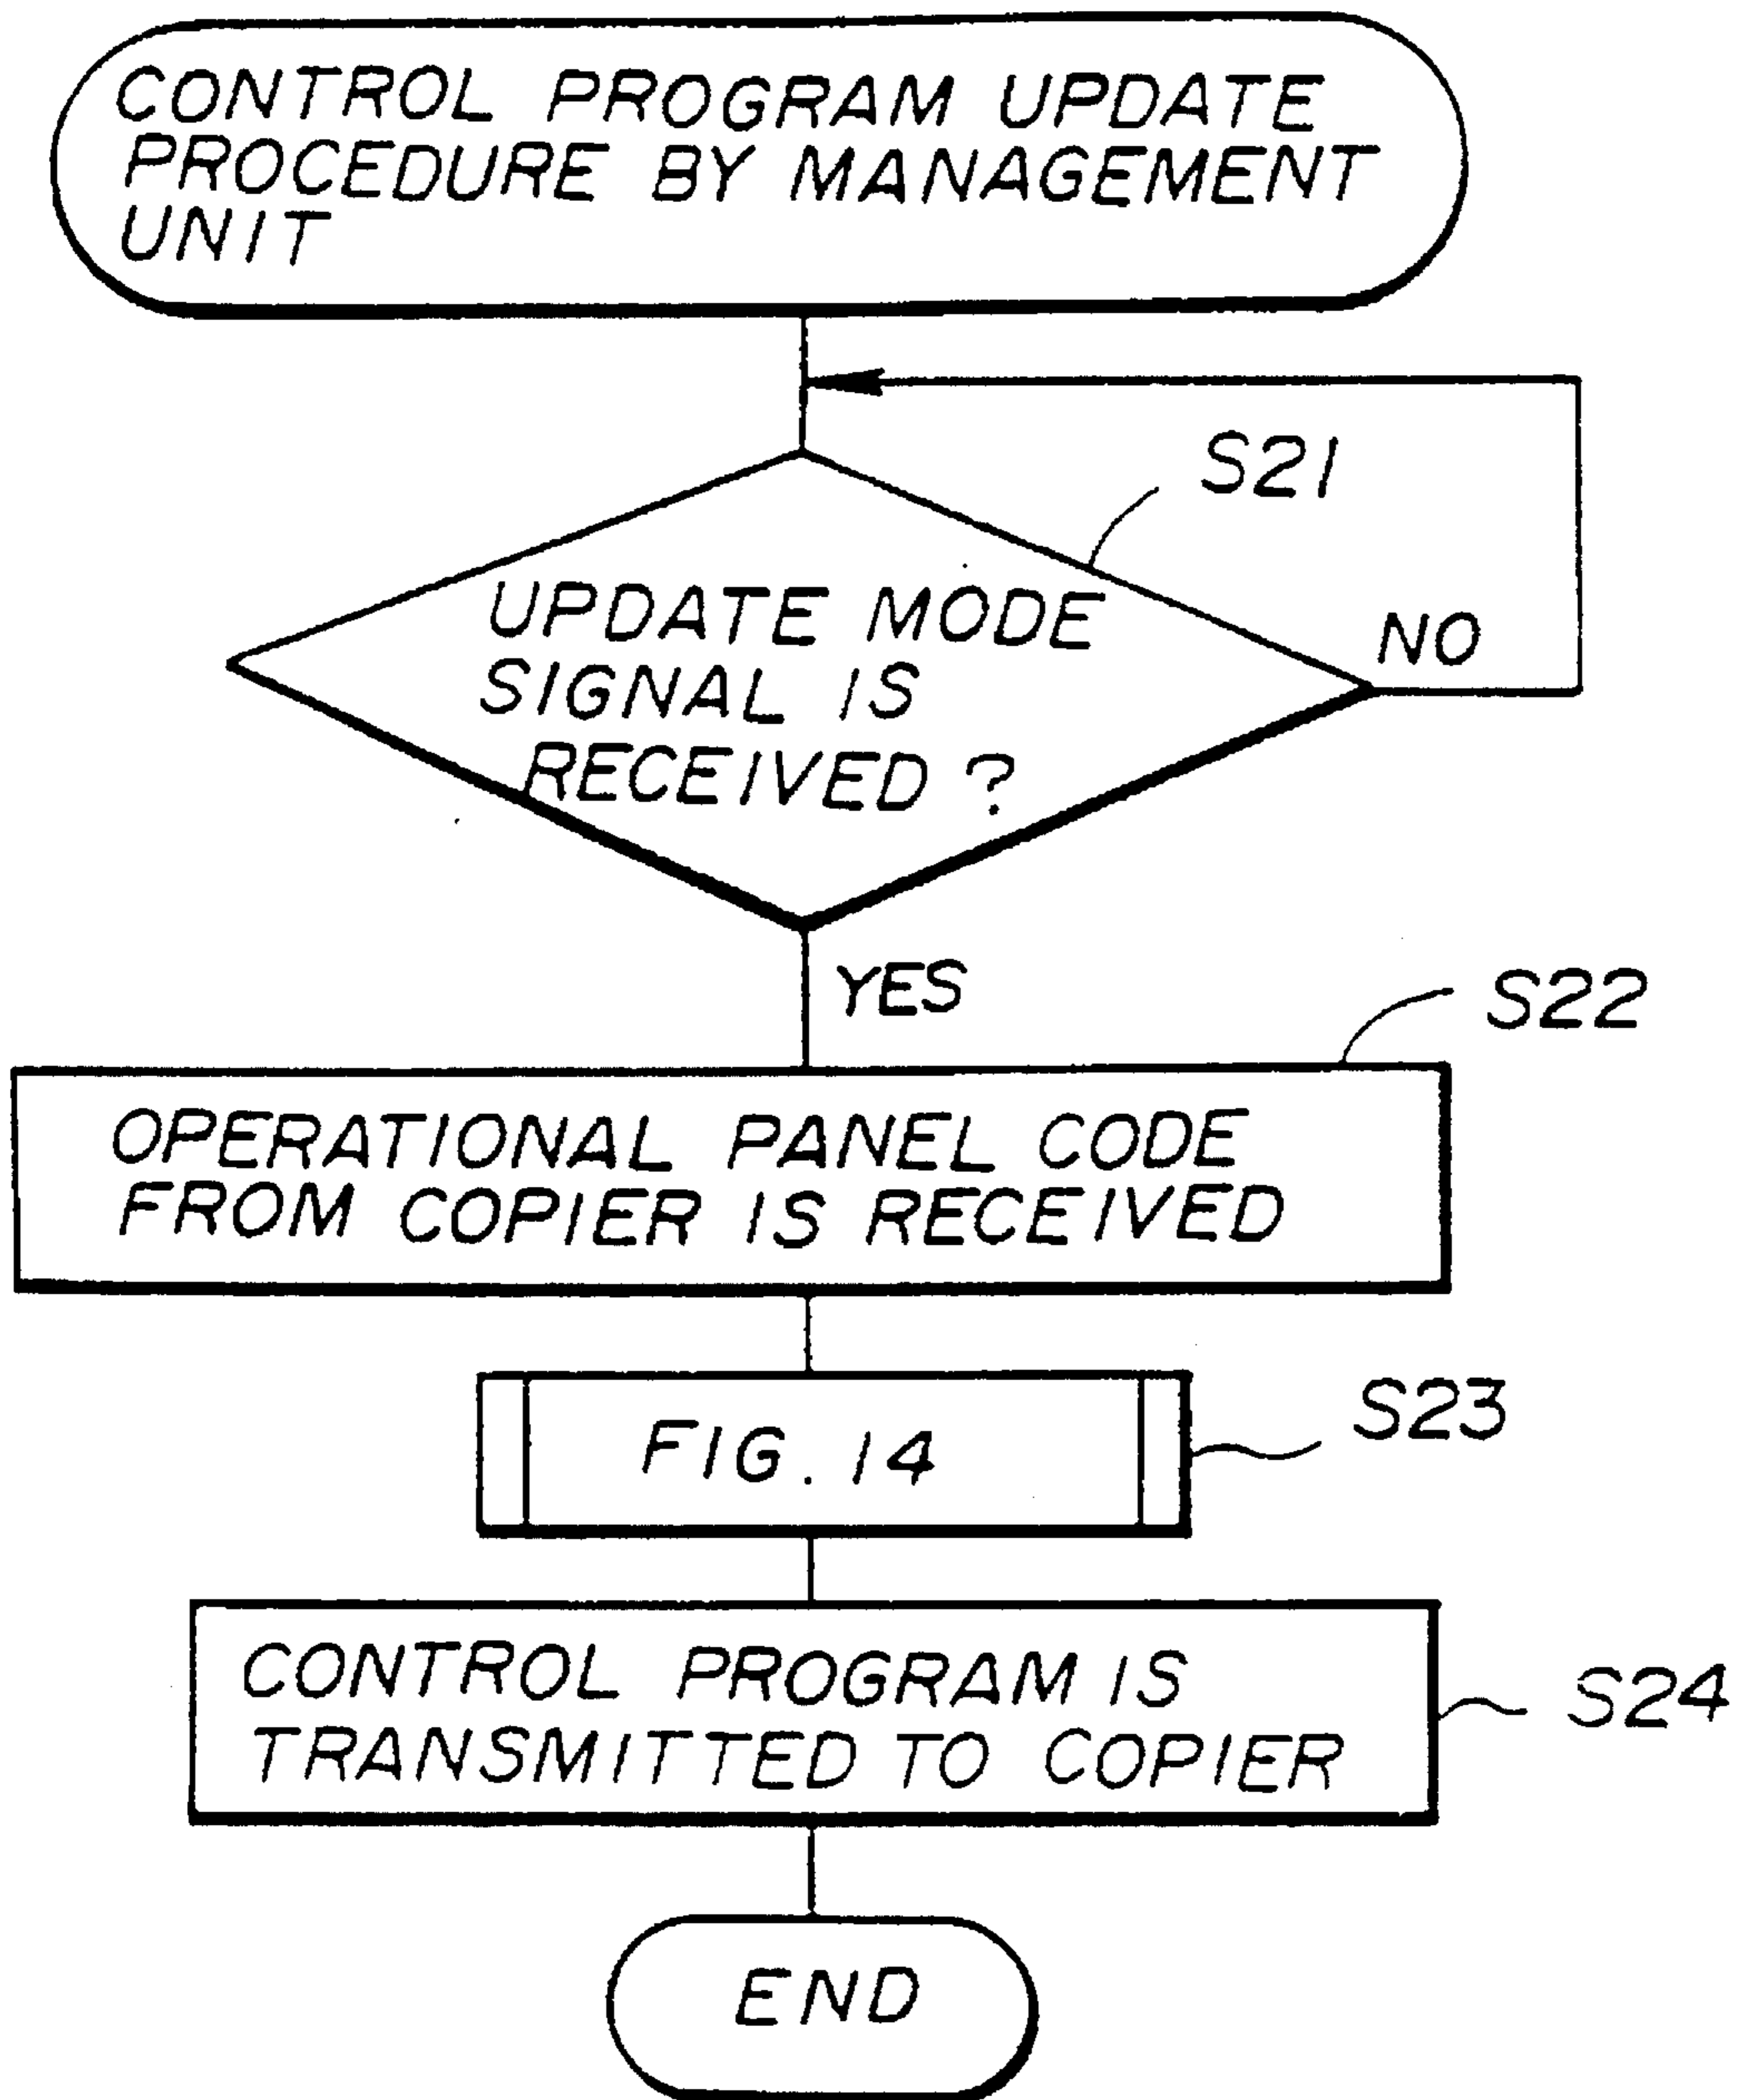 CONTROL PROGRAM UPDATE
PROCEDURE BY MANAGEMENT
UNIT
S21
UPDATE MODE
SIGNAL IS
RECEIVED ?
NO
YES
S22
OPERATIONAL PANEL CODE
FROM COPIER IS RECEIVED
FIG. 14
S23
CONTROL PROGRAM IS
TRANSMITTED TO COPIER
S24
END